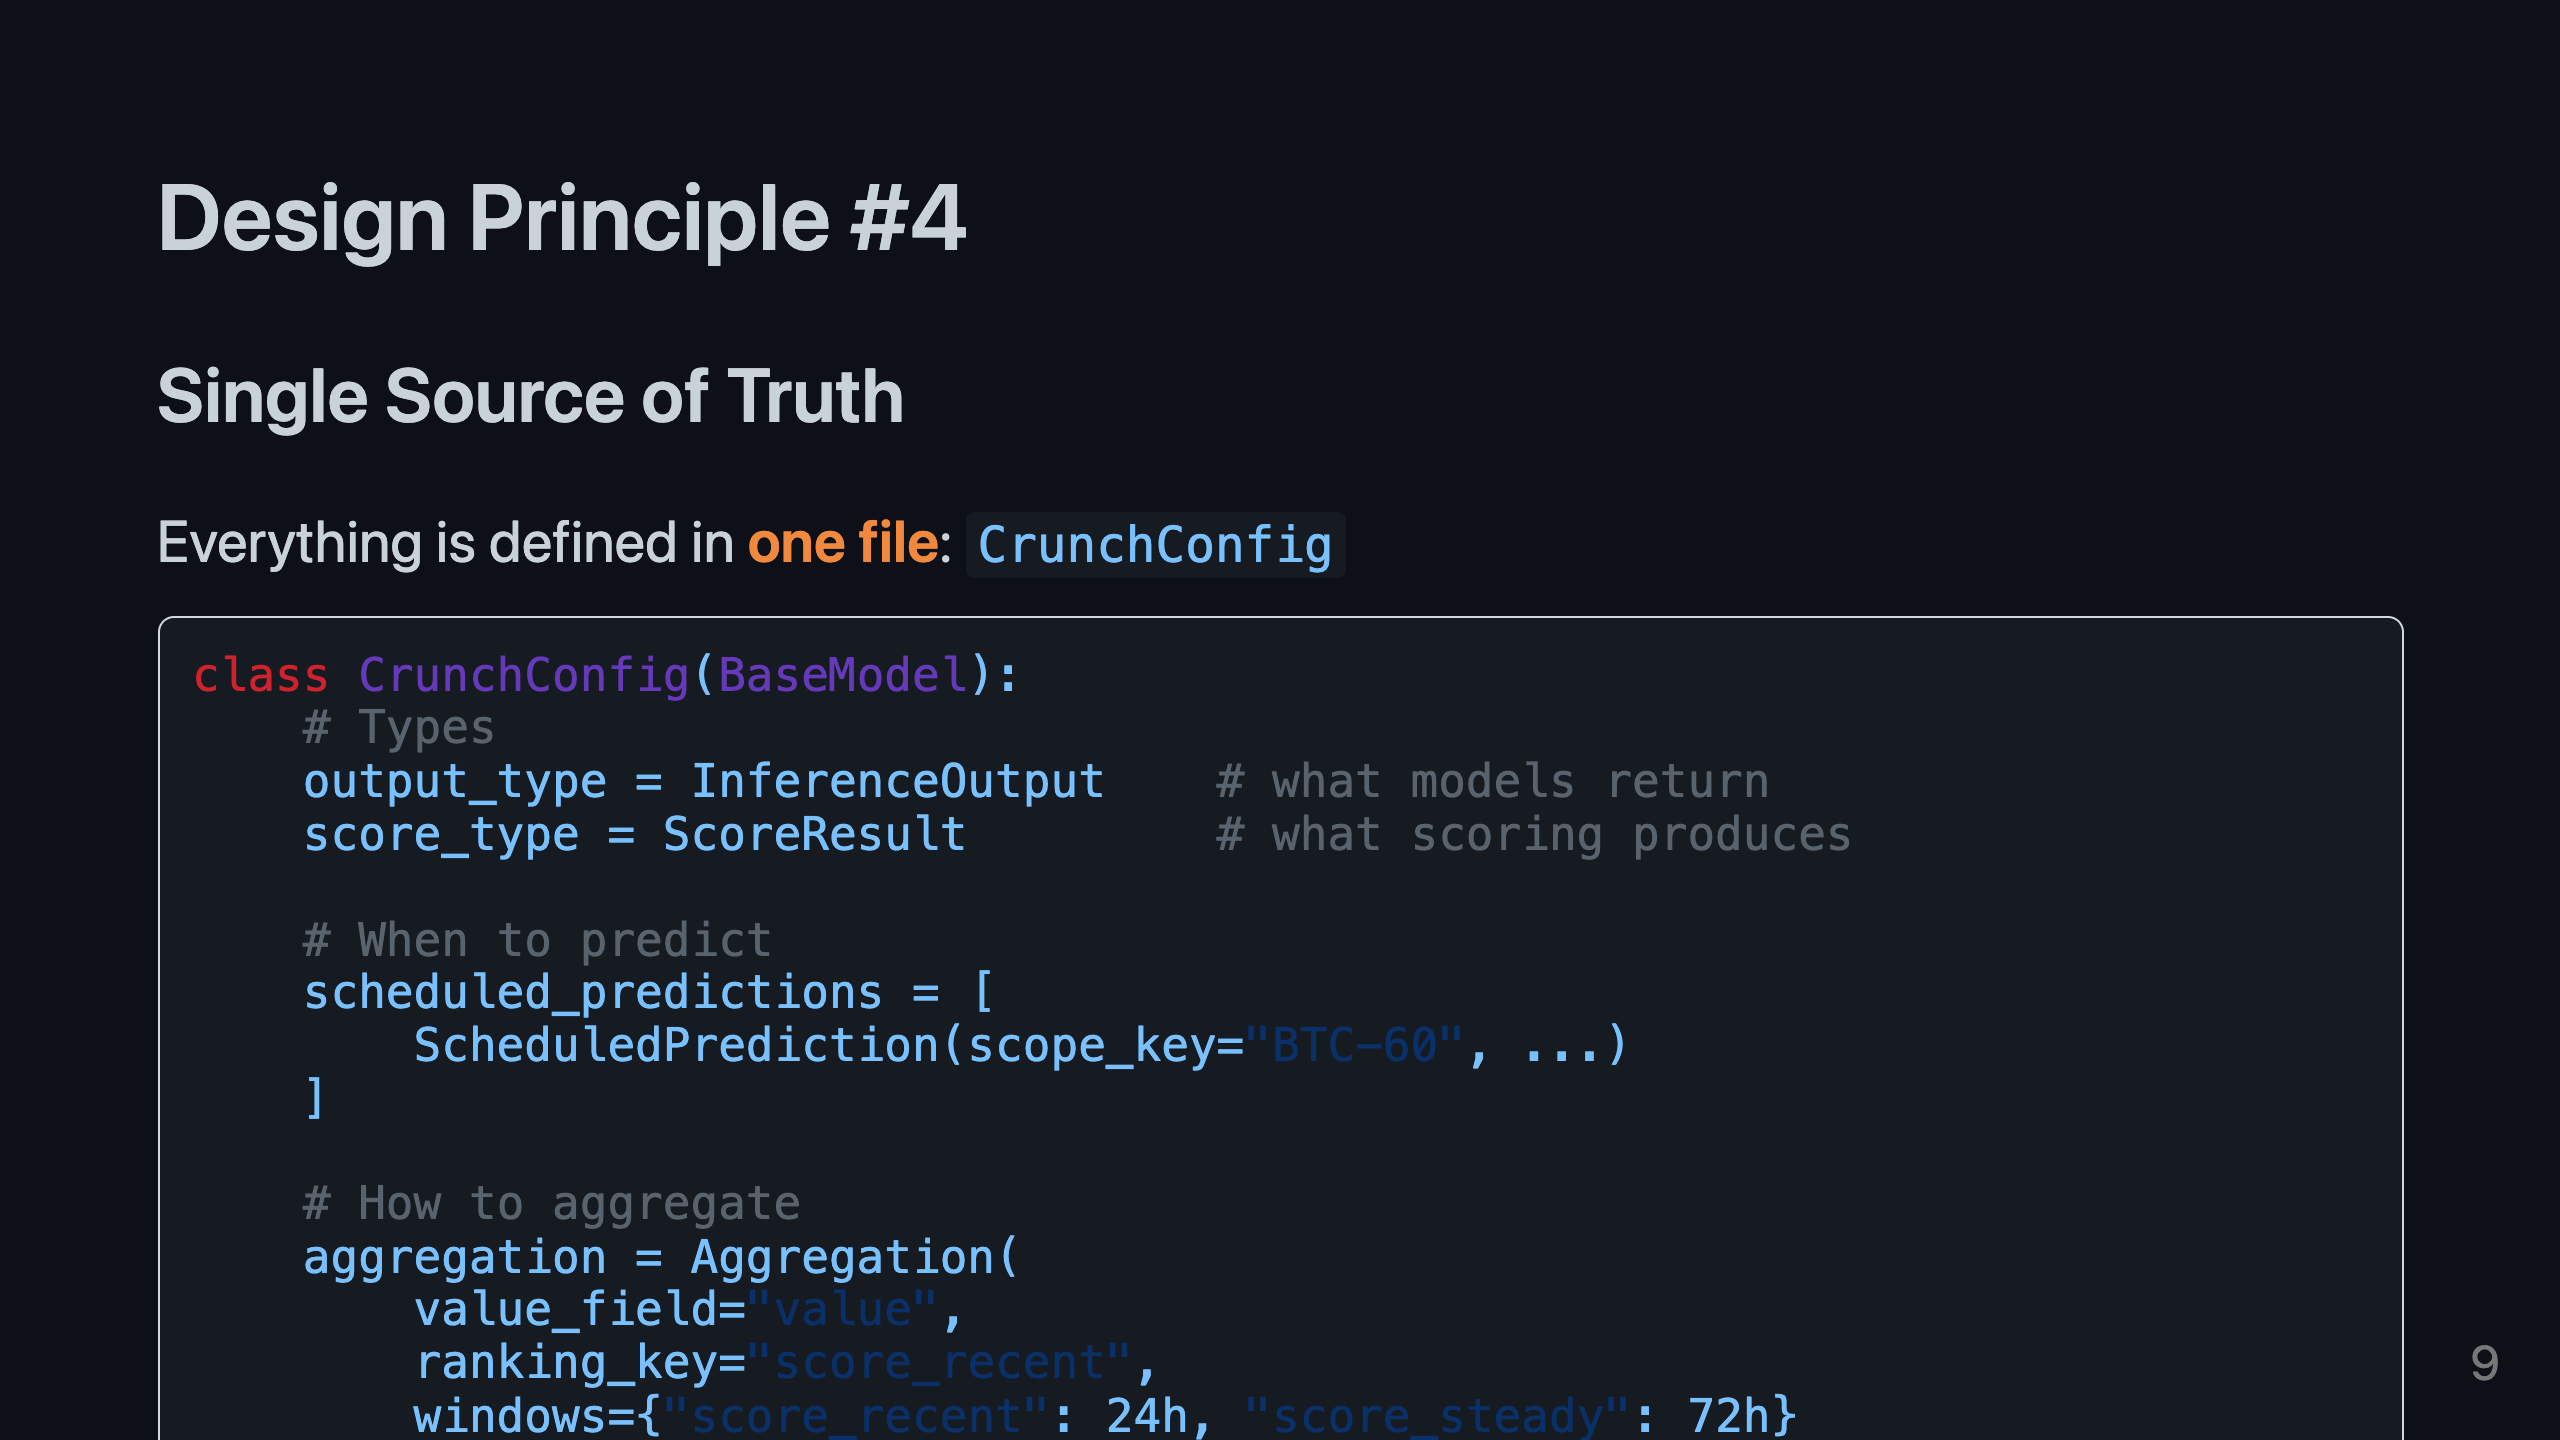 Design Principle #4
Single Source of Truth
Everything is defined in one file: CrunchConfig
class CrunchConfig(BaseModel):
    # Types
    output_type = InferenceOutput    # what models return
    score_type = ScoreResult         # what scoring produces

    # When to predict
    scheduled_predictions = [
        ScheduledPrediction(scope_key="BTC-60", ...)
    ]

    # How to aggregate
    aggregation = Aggregation(
        value_field="value",
        ranking_key="score_recent",
        windows={"score_recent": 24h, "score_steady": 72h}
9